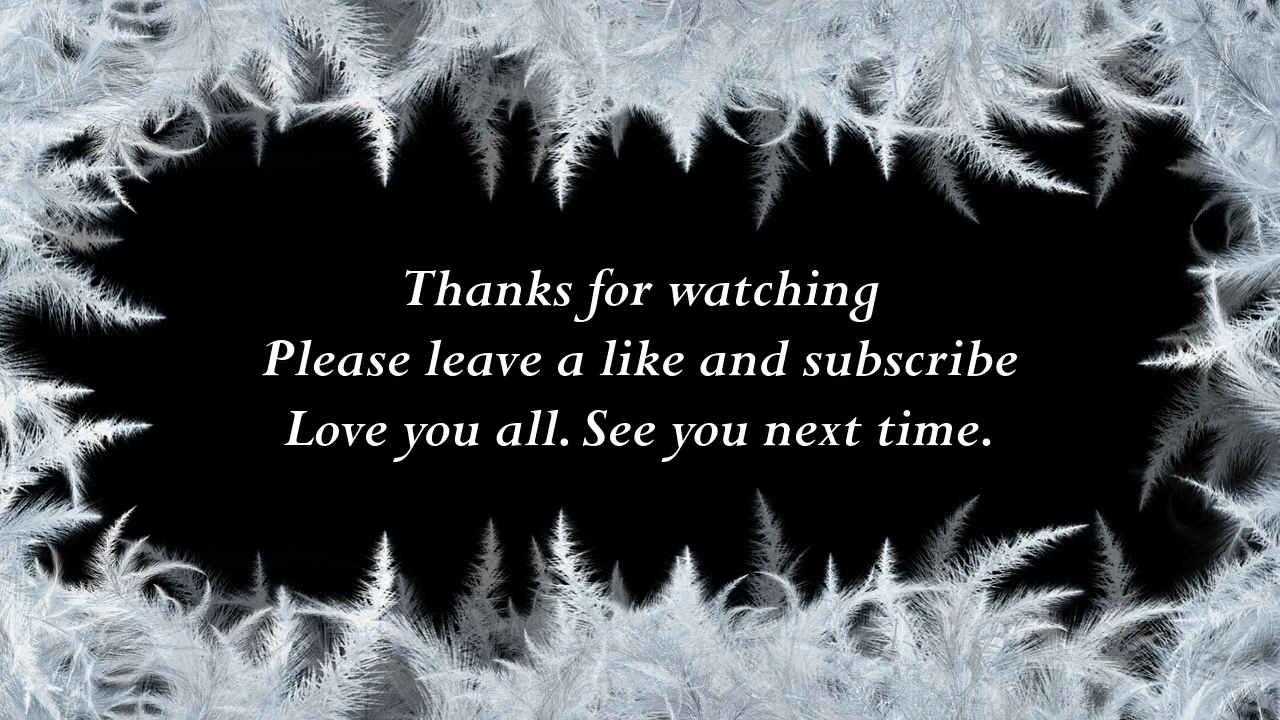 Thanks for watching
Please leave a like and subscribe
Love you all. See you next time.